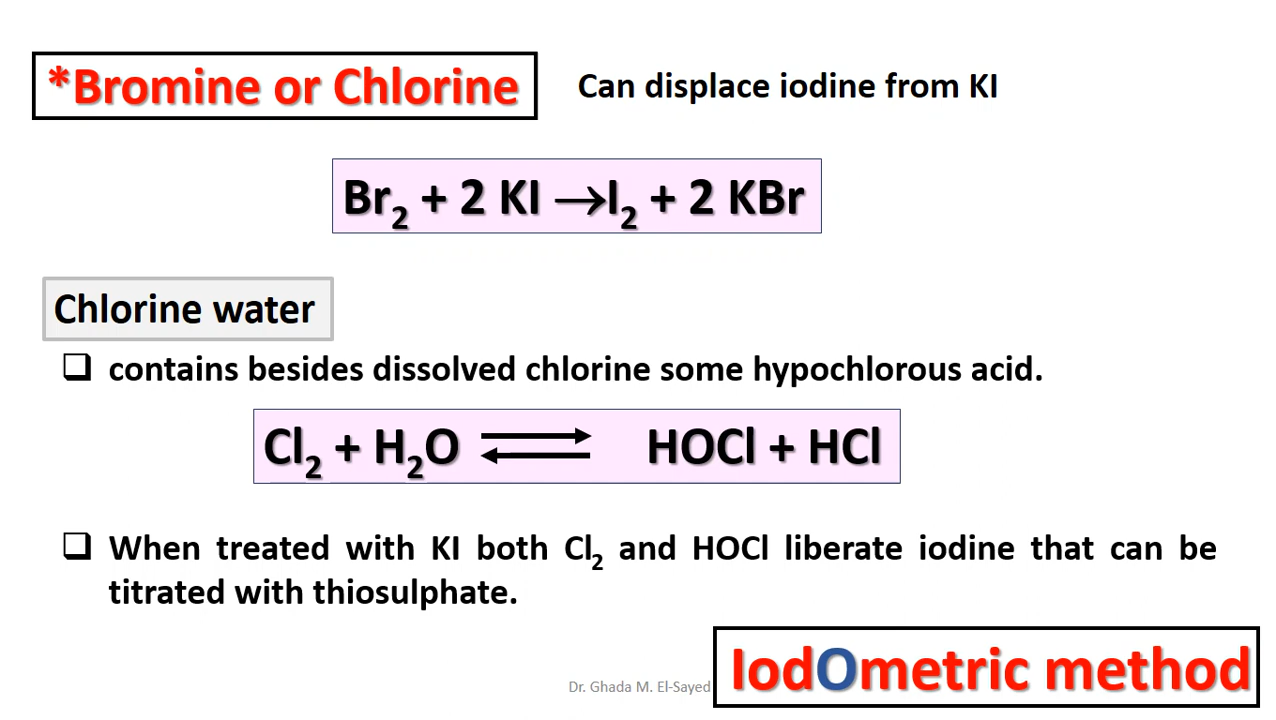 *Bromine or Chlorine
Can displace iodine from KI
Br₂ + 2 KI →I₂ + 2 KBr
Chlorine water
❑ contains besides dissolved chlorine some hypochlorous acid.
Cl₂ + H₂O ⇄ HOCl + HCl
❑ When treated with KI both Cl₂ and HOCl liberate iodine that can be
titrated with thiosulphate.
IodOmetric method
Dr. Ghada M. El-Sayed